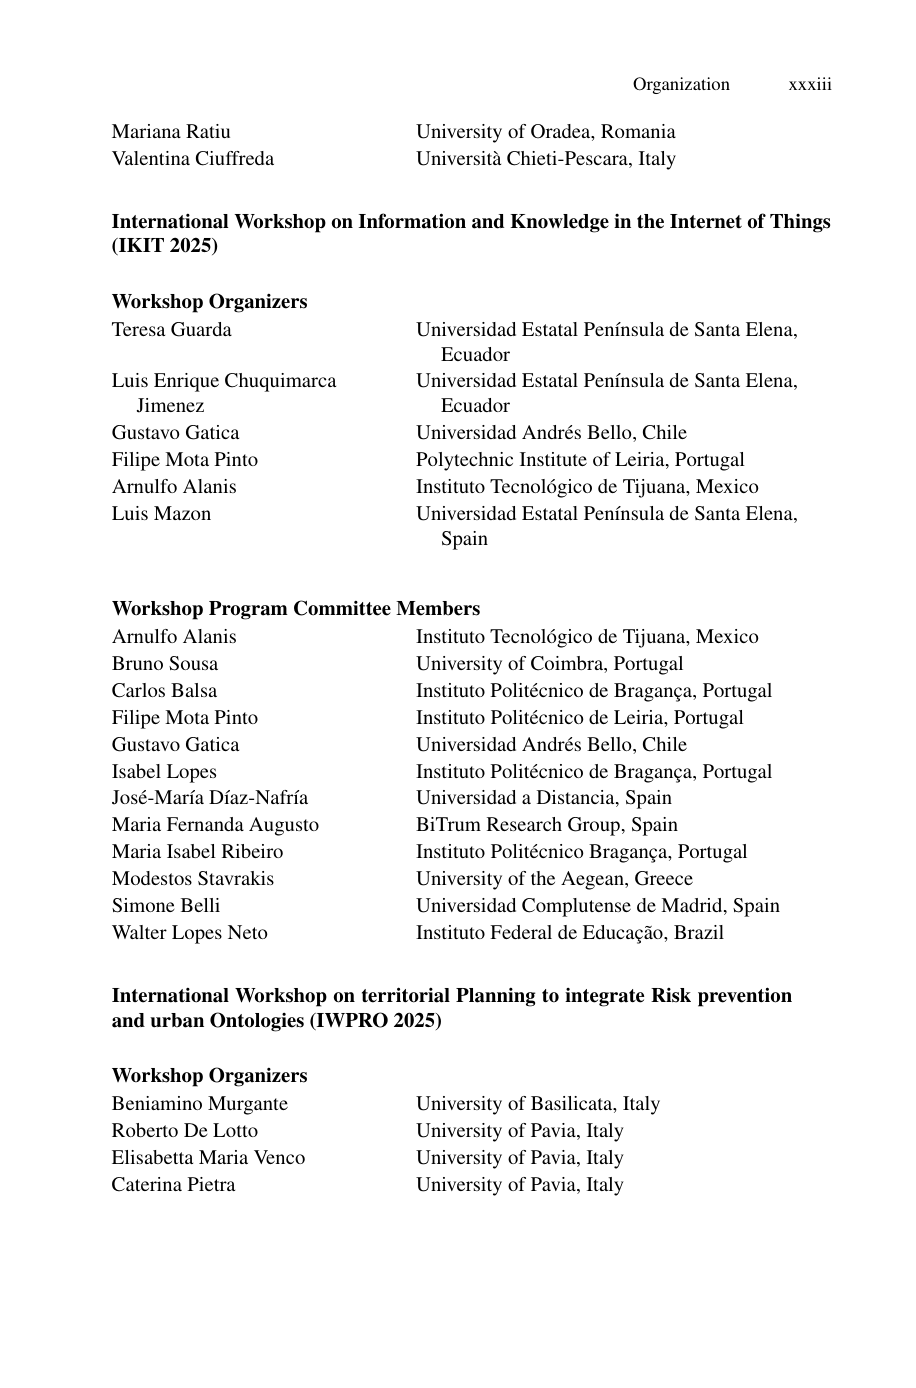 Organization xxxiii
Mariana Ratiu University of Oradea, Romania
Valentina Ciuffreda Università Chieti-Pescara, Italy
International Workshop on Information and Knowledge in the Internet of Things
(IKIT 2025)
Workshop Organizers
Teresa Guarda Universidad Estatal Península de Santa Elena,
Ecuador
Luis Enrique Chuquimarca Universidad Estatal Península de Santa Elena,
Jimenez Ecuador
Gustavo Gatica Universidad Andrés Bello, Chile
Filipe Mota Pinto Polytechnic Institute of Leiria, Portugal
Arnulfo Alanis Instituto Tecnológico de Tijuana, Mexico
Luis Mazon Universidad Estatal Península de Santa Elena,
Spain
Workshop Program Committee Members
Arnulfo Alanis Instituto Tecnológico de Tijuana, Mexico
Bruno Sousa University of Coimbra, Portugal
Carlos Balsa Instituto Politécnico de Bragança, Portugal
Filipe Mota Pinto Instituto Politécnico de Leiria, Portugal
Gustavo Gatica Universidad Andrés Bello, Chile
Isabel Lopes Instituto Politécnico de Bragança, Portugal
José-María Díaz-Nafría Universidad a Distancia, Spain
Maria Fernanda Augusto BiTrum Research Group, Spain
Maria Isabel Ribeiro Instituto Politécnico Bragança, Portugal
Modestos Stavrakis University of the Aegean, Greece
Simone Belli Universidad Complutense de Madrid, Spain
Walter Lopes Neto Instituto Federal de Educação, Brazil
International Workshop on territorial Planning to integrate Risk prevention
and urban Ontologies (IWPRO 2025)
Workshop Organizers
Beniamino Murgante University of Basilicata, Italy
Roberto De Lotto University of Pavia, Italy
Elisabetta Maria Venco University of Pavia, Italy
Caterina Pietra University of Pavia, Italy